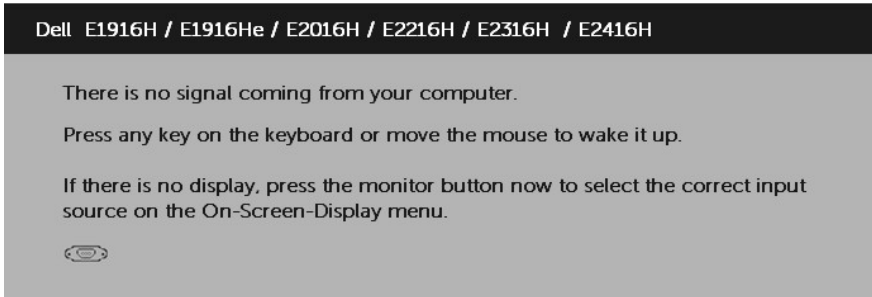 Dell E1916H / E1916He / E2016H / E2216H / E2316H / E2416H
There is no signal coming from your computer.
Press any key on the keyboard or move the mouse to wake it up.
If there is no display, press the monitor button now to select the correct input
source on the On-Screen-Display menu.